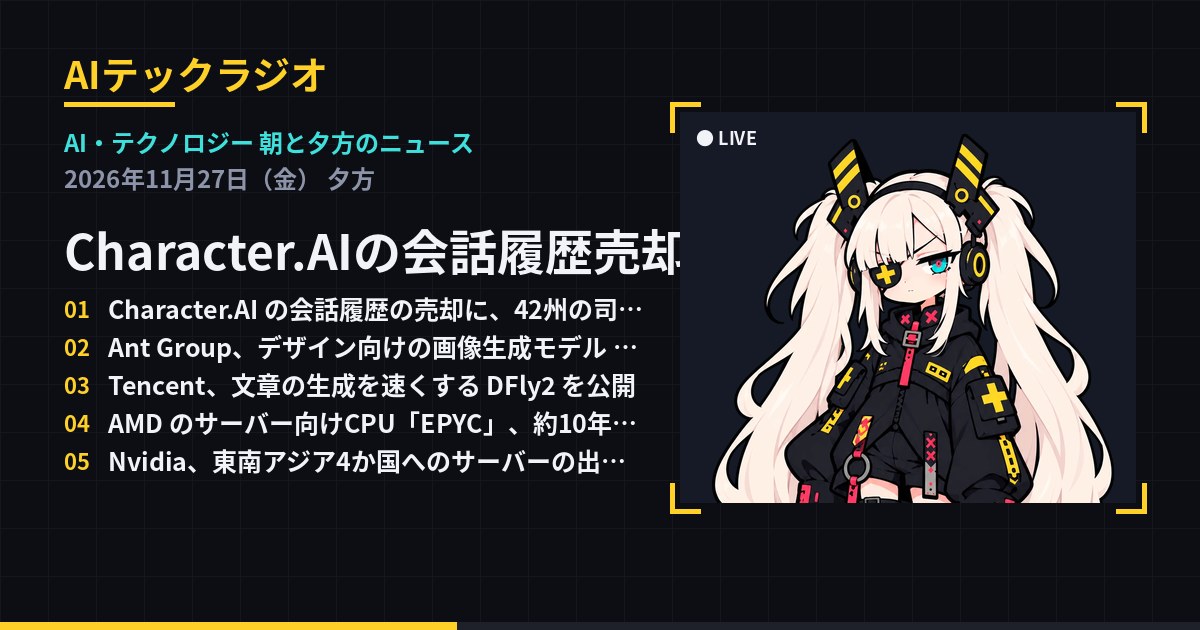 AIテックラジオ
AI・テクノロジー 朝と夕方のニュース
2026年11月27日（金） 夕方
LIVE
Character.AIの会話履歴売却
01 Character.AI の会話履歴の売却に、42州の司…
02 Ant Group、デザイン向けの画像生成モデル …
03 Tencent、文章の生成を速くする DFly2 を公開
04 AMD のサーバー向けCPU「EPYC」、約10年…
05 Nvidia、東南アジア4か国へのサーバーの出…